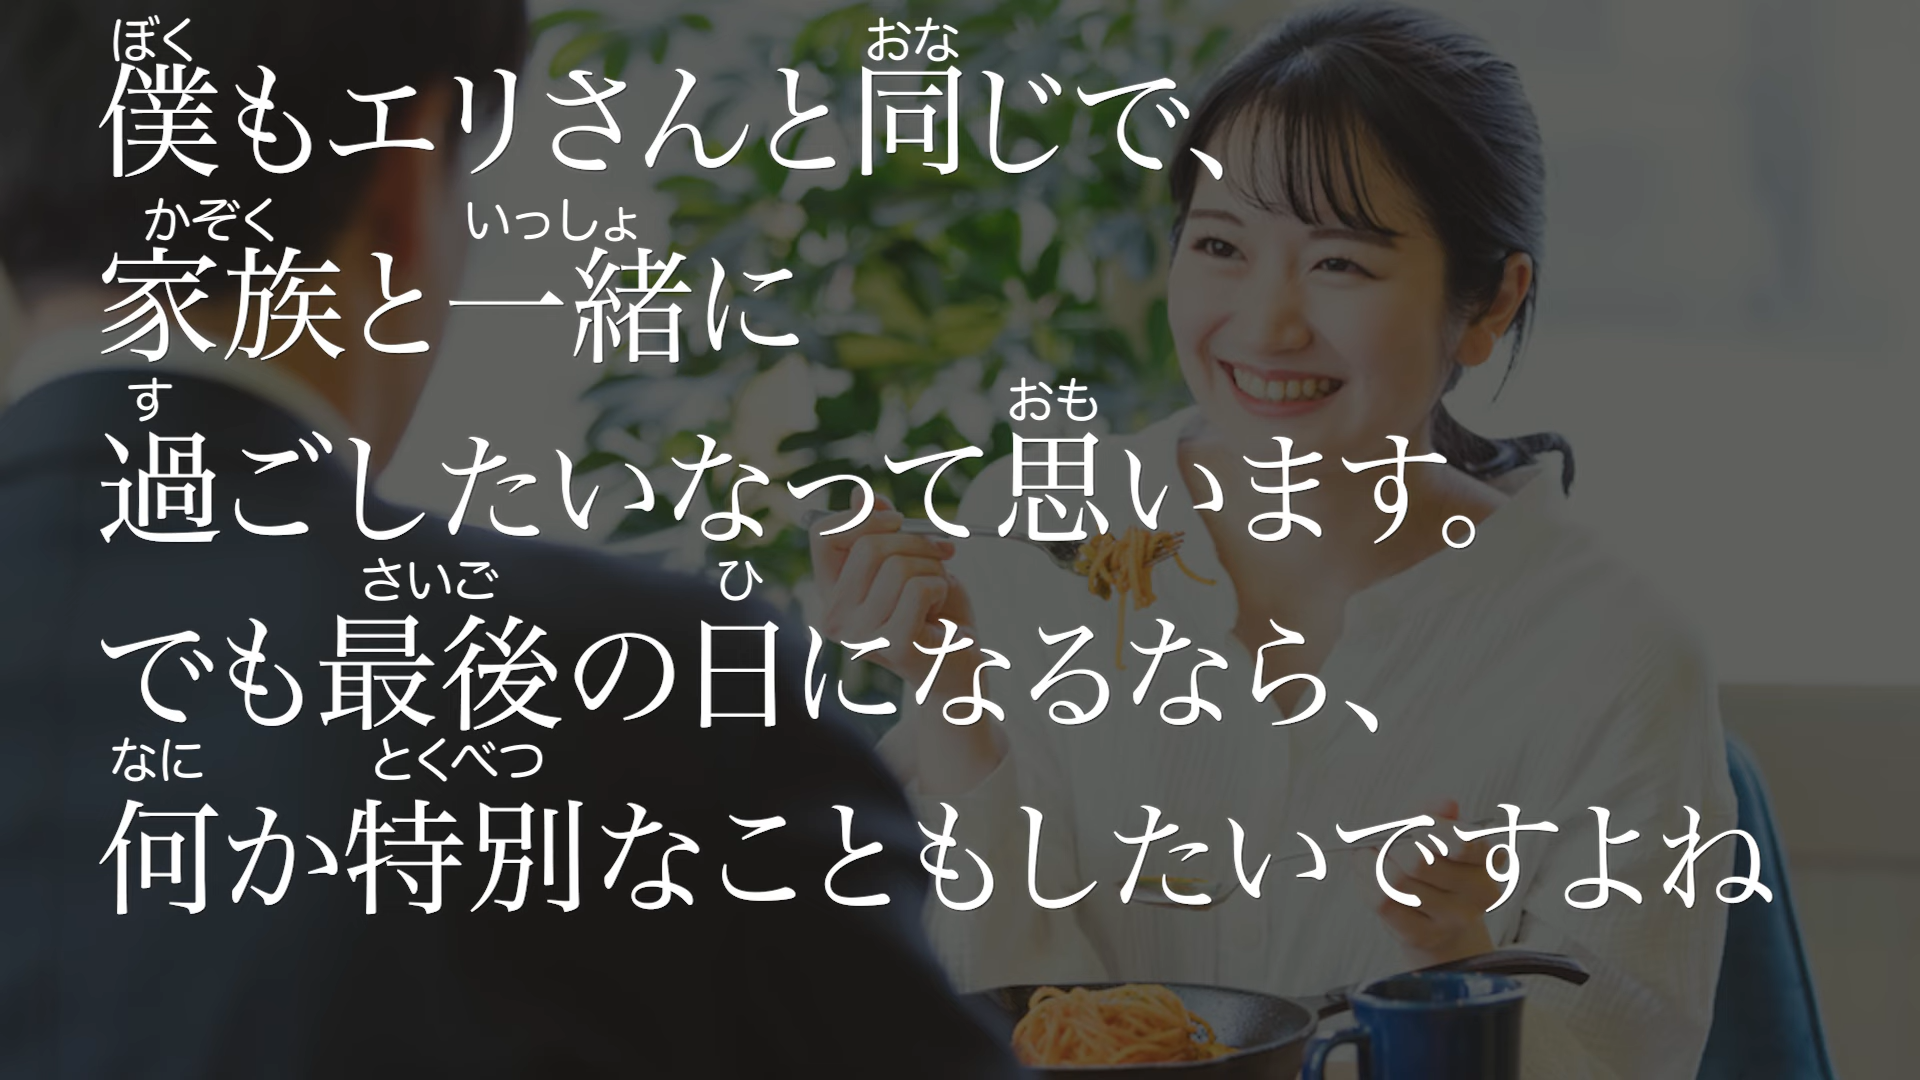 僕もエリさんと同じで、
家族と一緒に
過ごしたいなって思います。
でも最後の日になるなら、
何か特別なこともしたいですよね